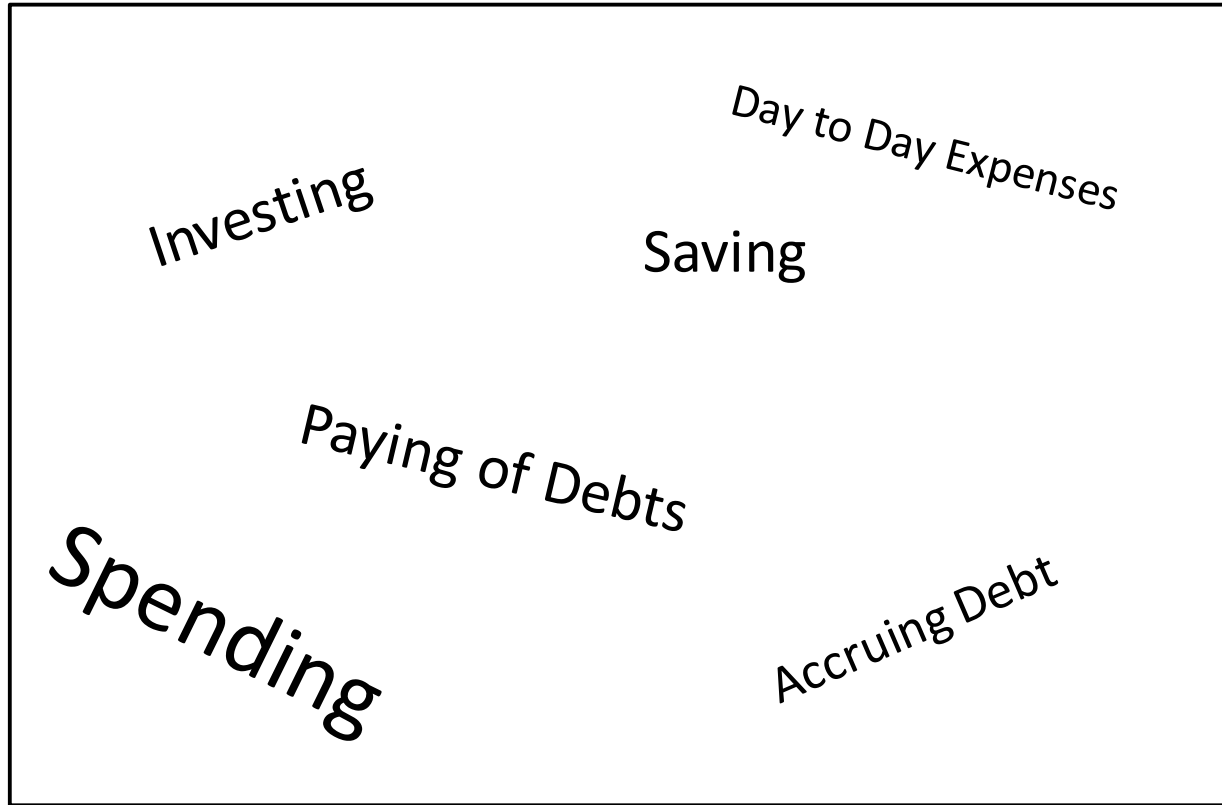 Day to Day Expenses
Investing
Saving
Paying of Debts
Spending
Accruing Debt